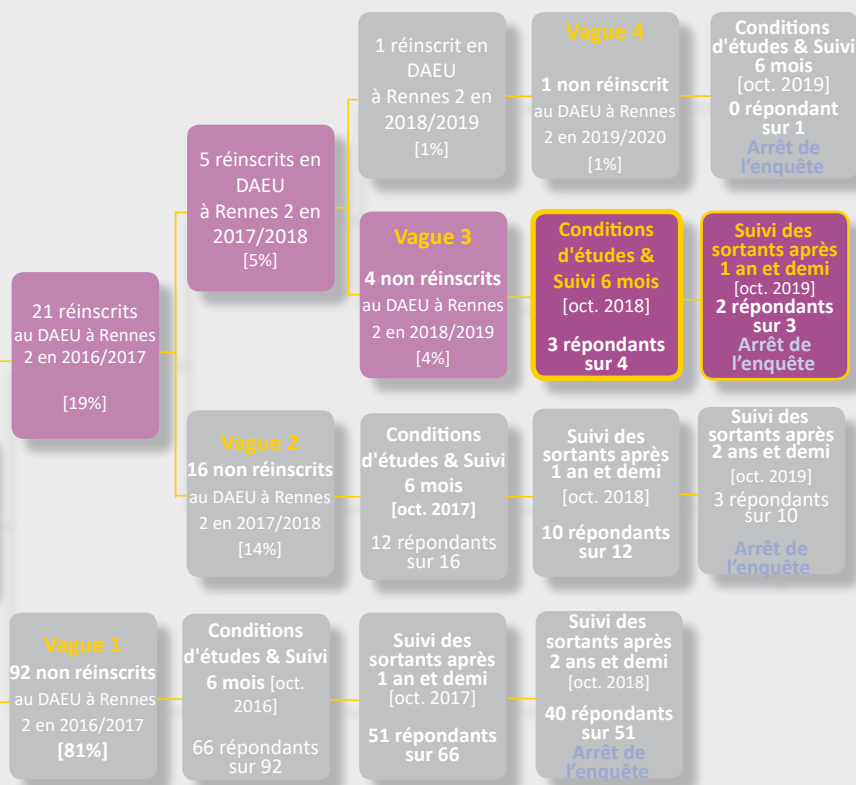 1 réinscrit en
DAEU
à Rennes 2 en
2018/2019
[1%]
Vague 4
1 non réinscrit
au DAEU à Rennes
2 en 2019/2020
[1%]
Conditions
d'études & Suivi
6 mois
[oct. 2019]
0 répondant
sur 1
Arrêt de
l'enquête
5 réinscrits en
DAEU
à Rennes 2 en
2017/2018
[5%]
Vague 3
4 non réinscrits
au DAEU à Rennes
2 en 2018/2019
[4%]
Conditions
d'études &
Suivi 6 mois
[oct. 2018]
3 répondants
sur 4
Suivi des
sortants après
1 an et demi
[oct. 2019]
2 répondants
sur 3
Arrêt de
l'enquête
21 réinscrits
au DAEU à Rennes
2 en 2016/2017
[19%]
Vague 2
16 non réinscrits
au DAEU à Rennes
2 en 2017/2018
[14%]
Conditions
d'études & Suivi
6 mois
[oct. 2017]
12 répondants
sur 16
Suivi des
sortants après
1 an et demi
[oct. 2018]
10 répondants
sur 12
Suivi des
sortants après
2 ans et demi
[oct. 2019]
3 répondants
sur 10
Arrêt de
l'enquête
Vague 1
92 non réinscrits
au DAEU à Rennes
2 en 2016/2017
[81%]
Conditions
d'études & Suivi
6 mois [oct.
2016]
66 répondants
sur 92
Suivi des
sortants après
1 an et demi
[oct. 2017]
51 répondants
sur 66
Suivi des
sortants après
2 ans et demi
[oct. 2018]
40 répondants
sur 51
Arrêt de
l'enquête